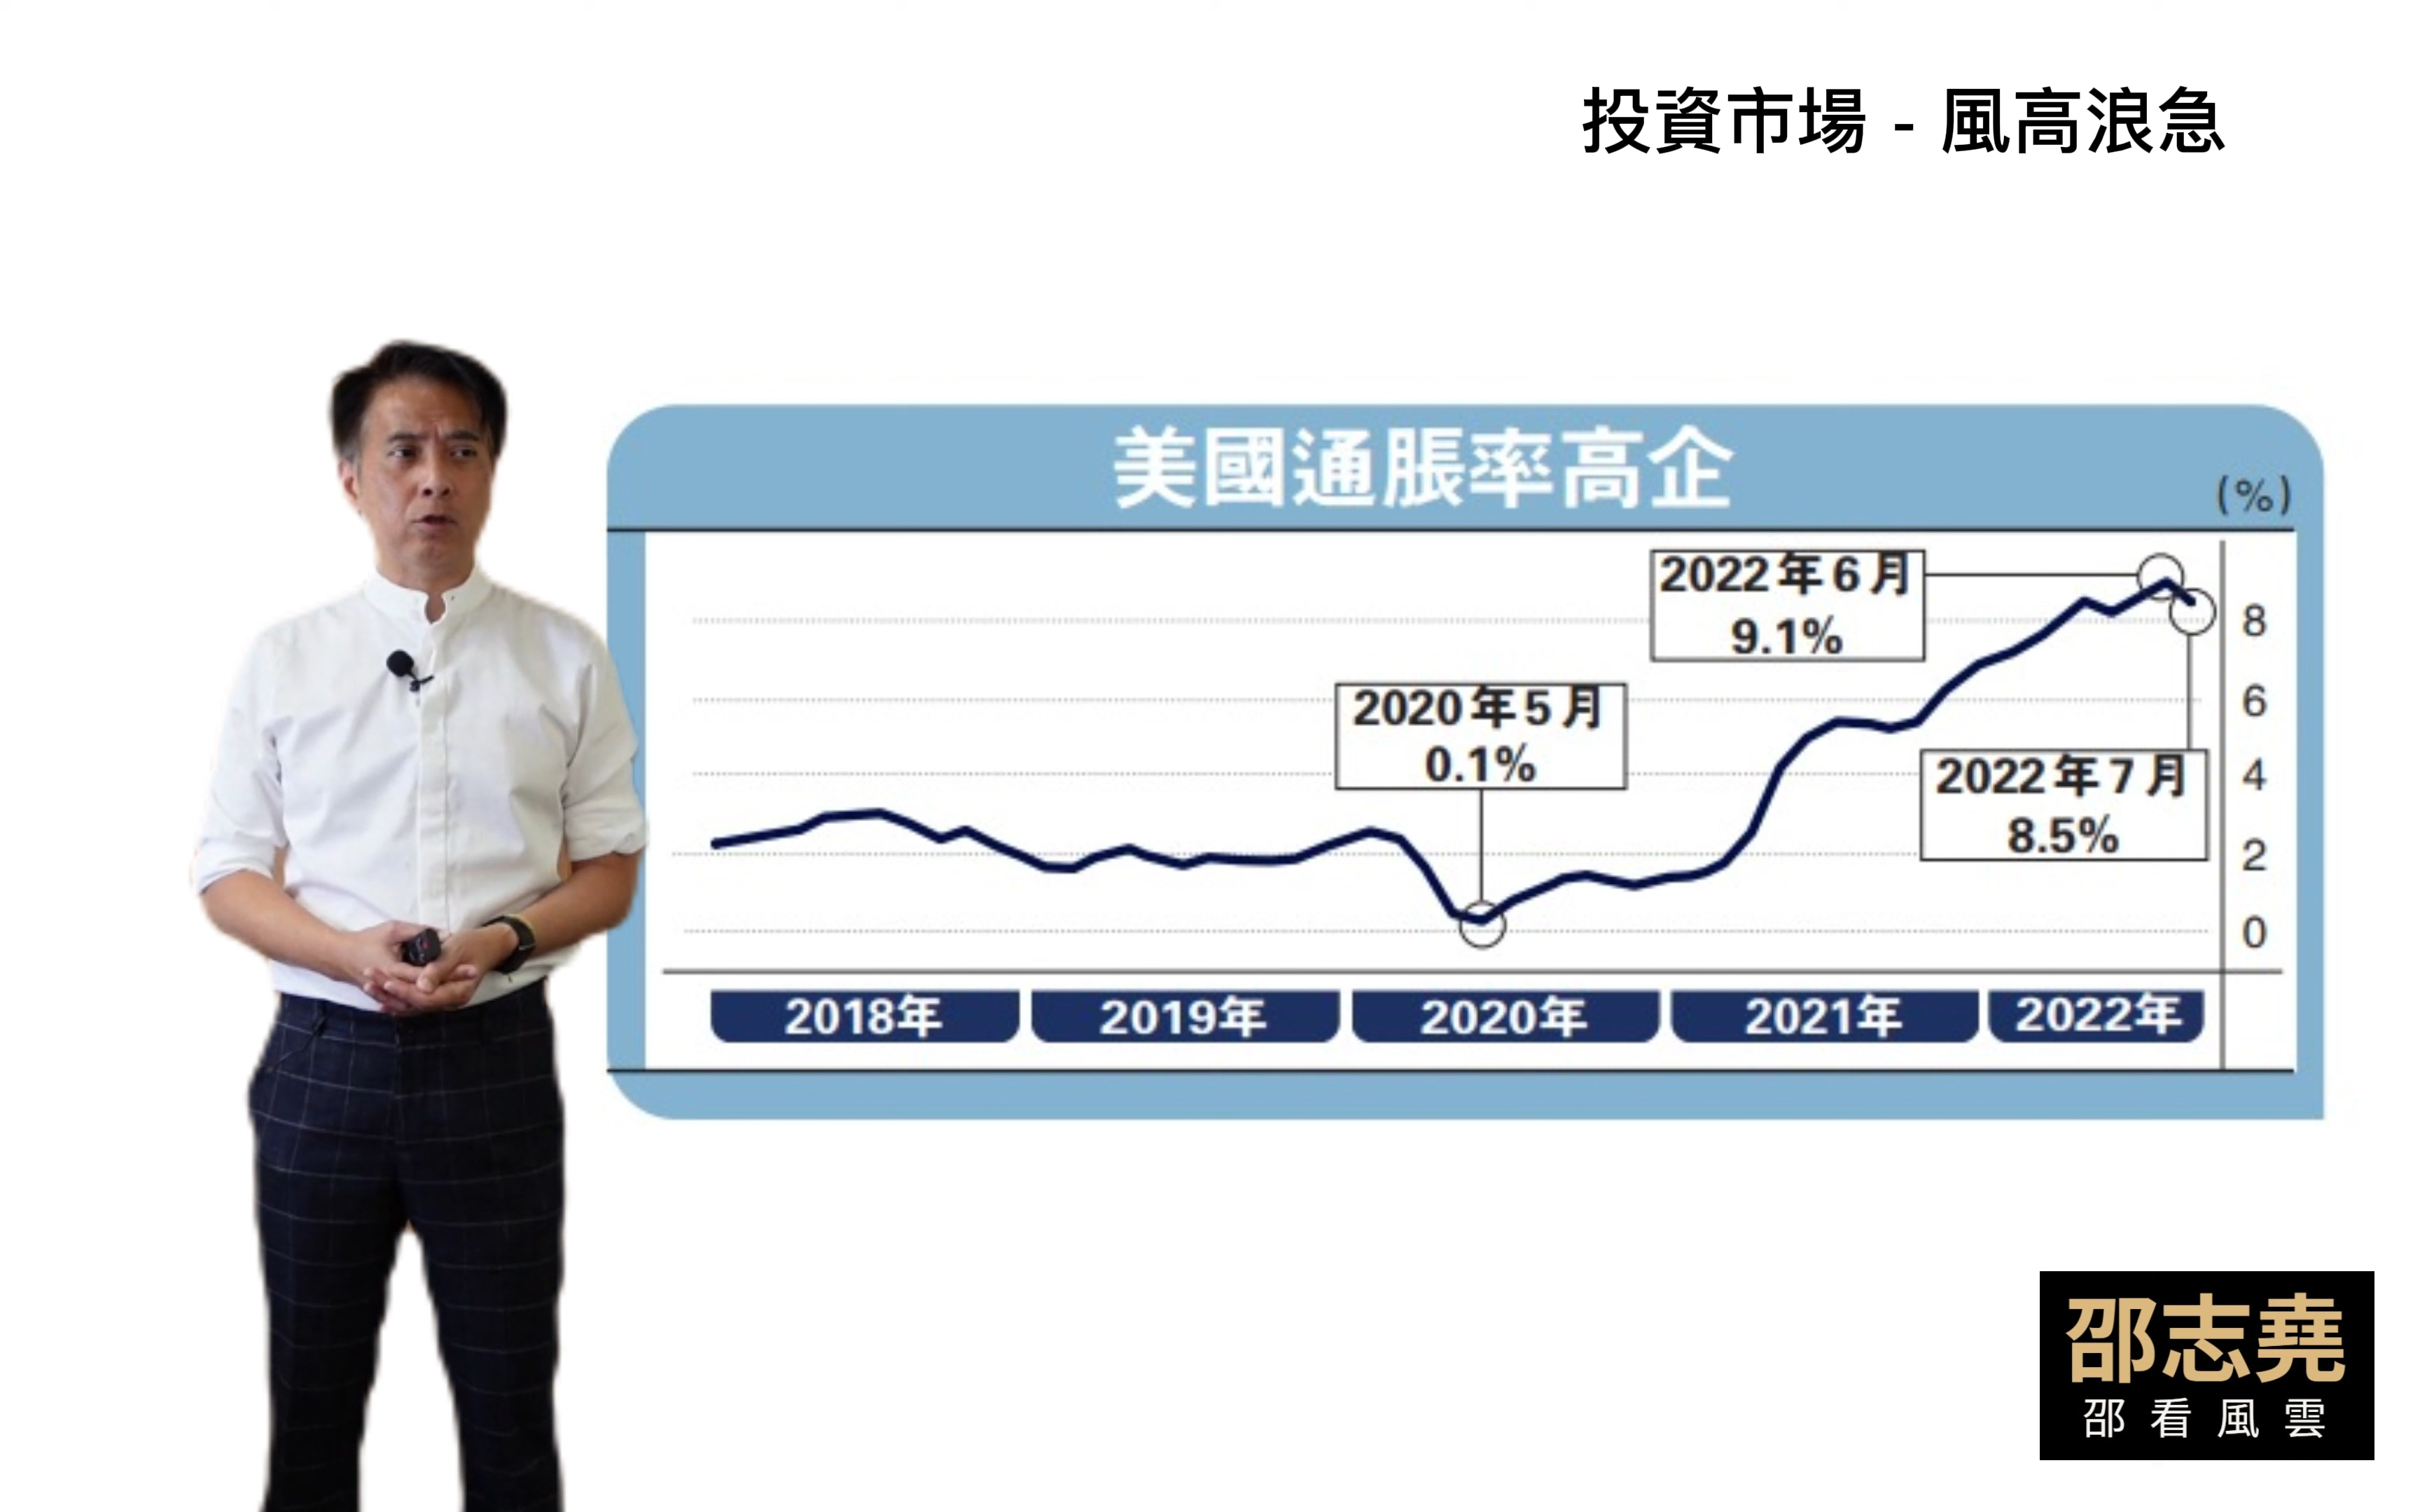 投資市場 - 風高浪急
美國通脹率高企
(%)
2022年6月
9.1%
2020年5月
0.1%
2022年7月
8.5%
8
6
4
2
0
2018年
2019年
2020年
2021年
2022年
邵志堯
邵看風雲